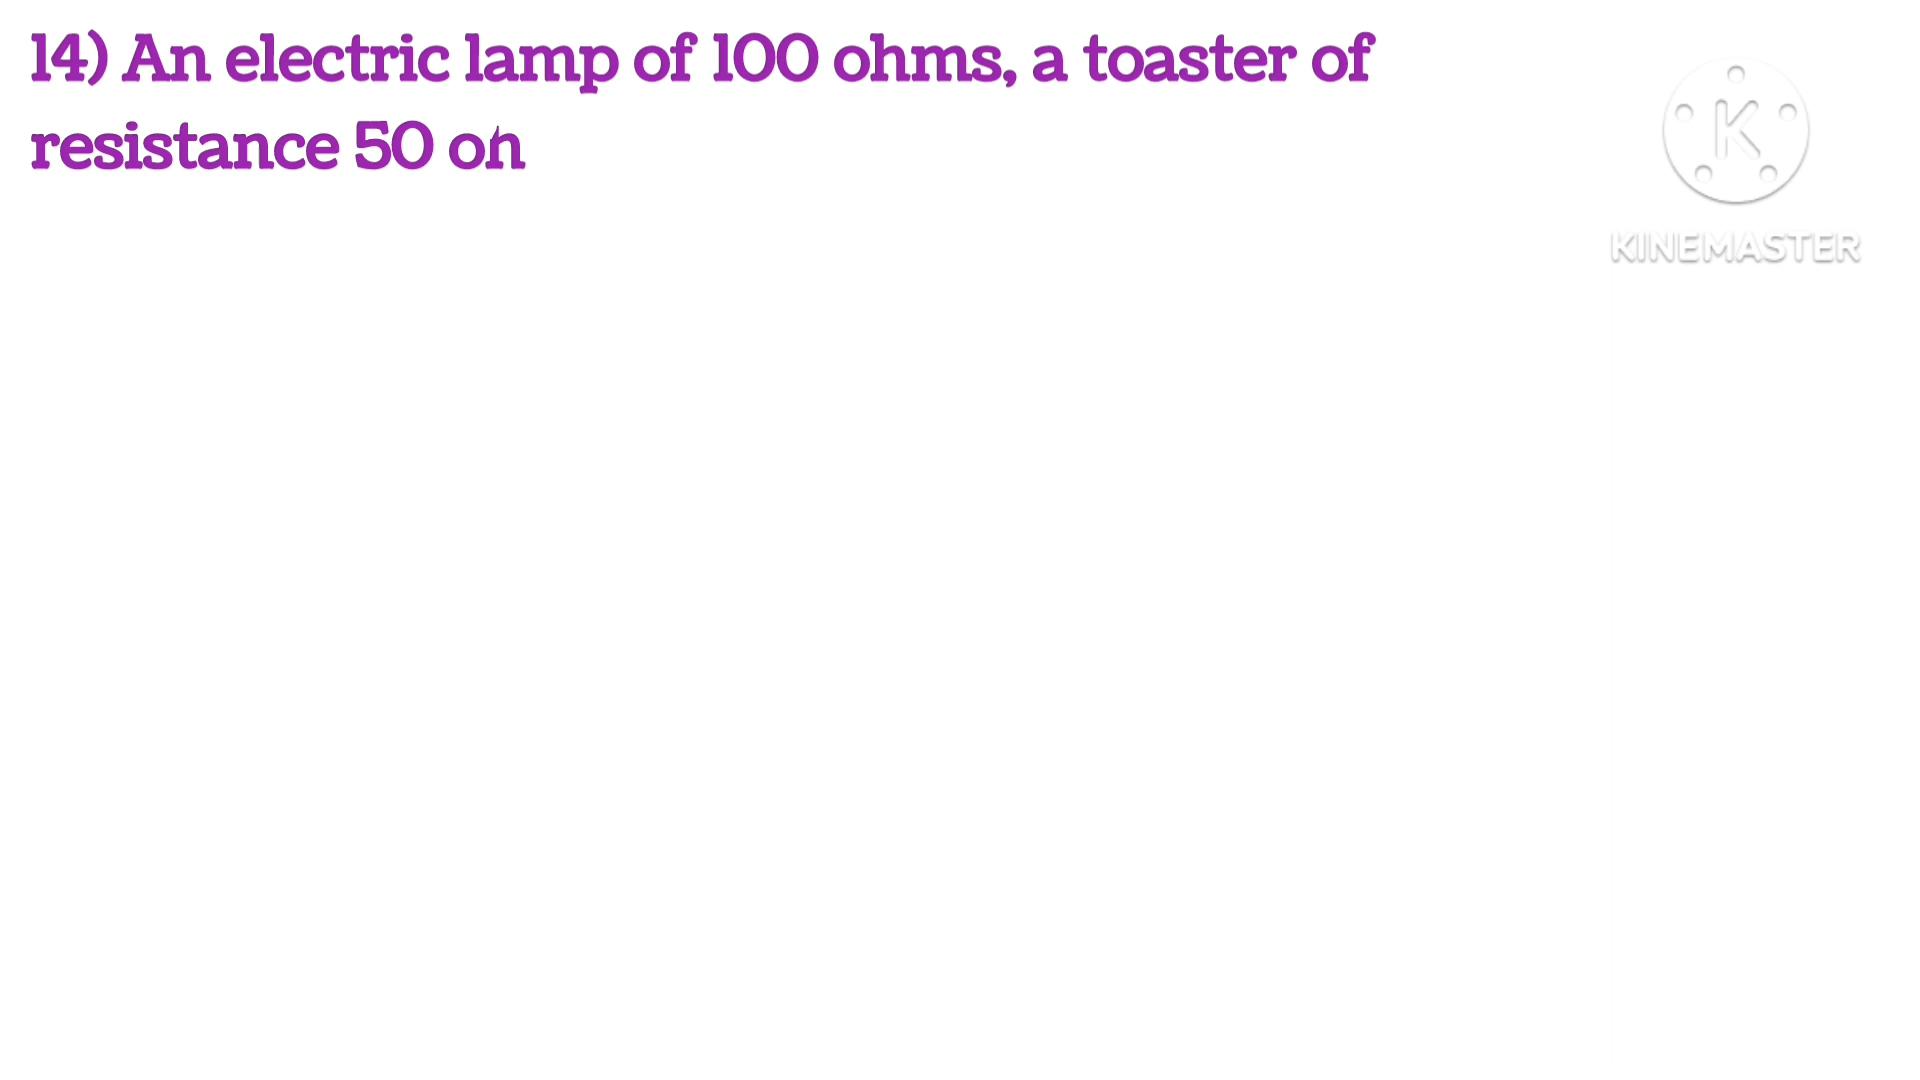 14) An electric lamp of 100 ohms, a toaster of
resistance 50 oh
K
KINEMASTER